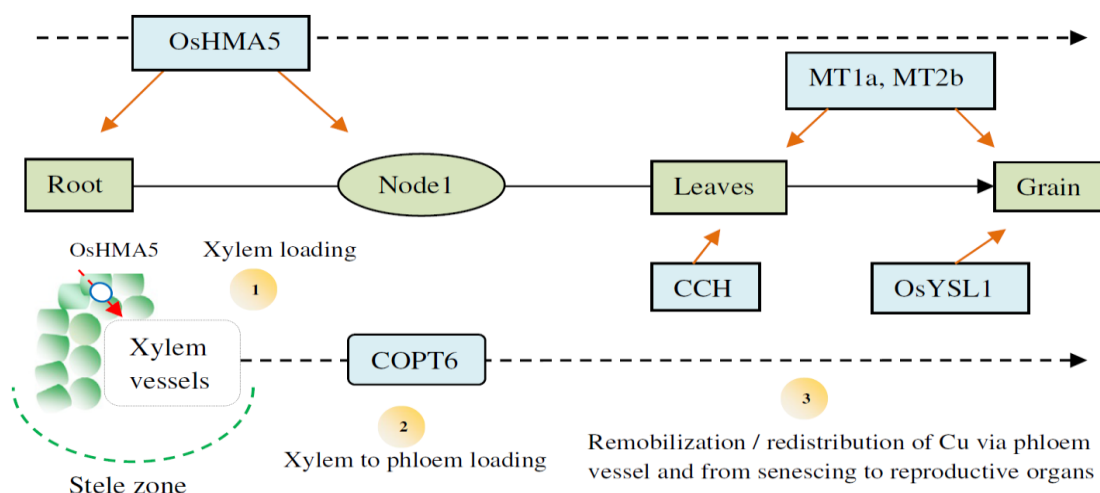 OsHMA5
MT1a, MT2b
Root
Node1
Leaves
Grain
OsHMA5
Xylem loading
1
CCH
OsYSL1
Xylem
vessels
COPT6
2
3
Xylem to phloem loading
Remobilization / redistribution of Cu via phloem
vessel and from senescing to reproductive organs
Stele zone